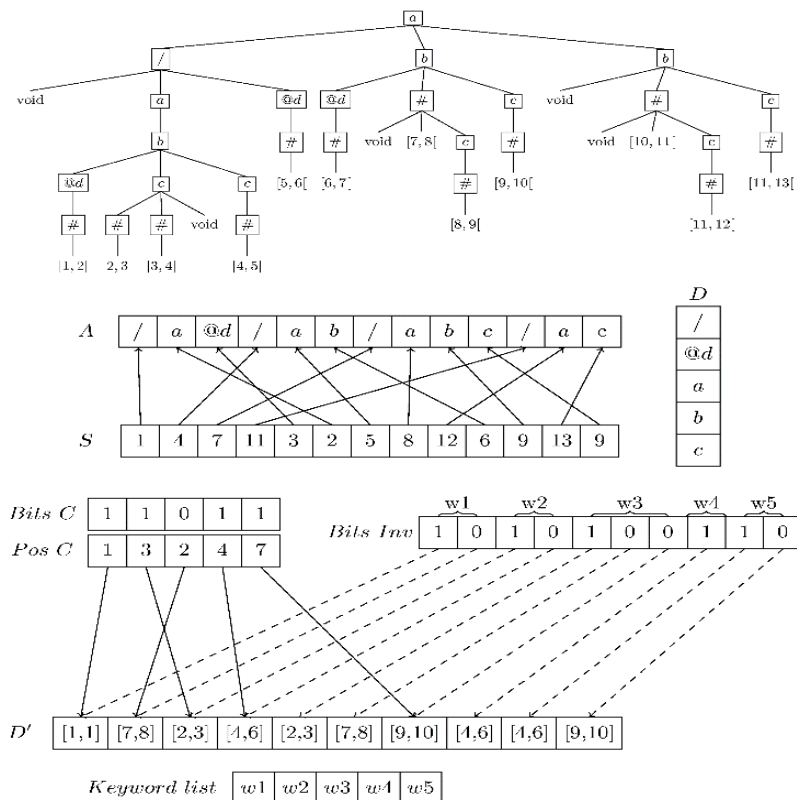 a
/ b b
void a @d @d # c void # c
b # # void [7, 8[ c # void [10, 11] c #
@d c c [5, 6[ [6, 7] # [9, 10[ # [11, 13[
# # # void # [8, 9[ [11, 12]
[1, 2] 2, 3 [3, 4] [4, 5]
D
A / a @d / a b / a b c / a c
/
@d
a
b
c
S 1 4 7 11 3 2 5 8 12 6 9 13 9
w1 w2 w3 w4 w5
Bits C 1 1 0 1 1
Bits Inv 1 0 1 0 1 0 0 1 1 0
Pos C 1 3 2 4 7
D' [1,1] [7,8] [2,3] [4,6] [2,3] [7,8] [9,10] [4,6] [4,6] [9,10]
Keyword list w1 w2 w3 w4 w5